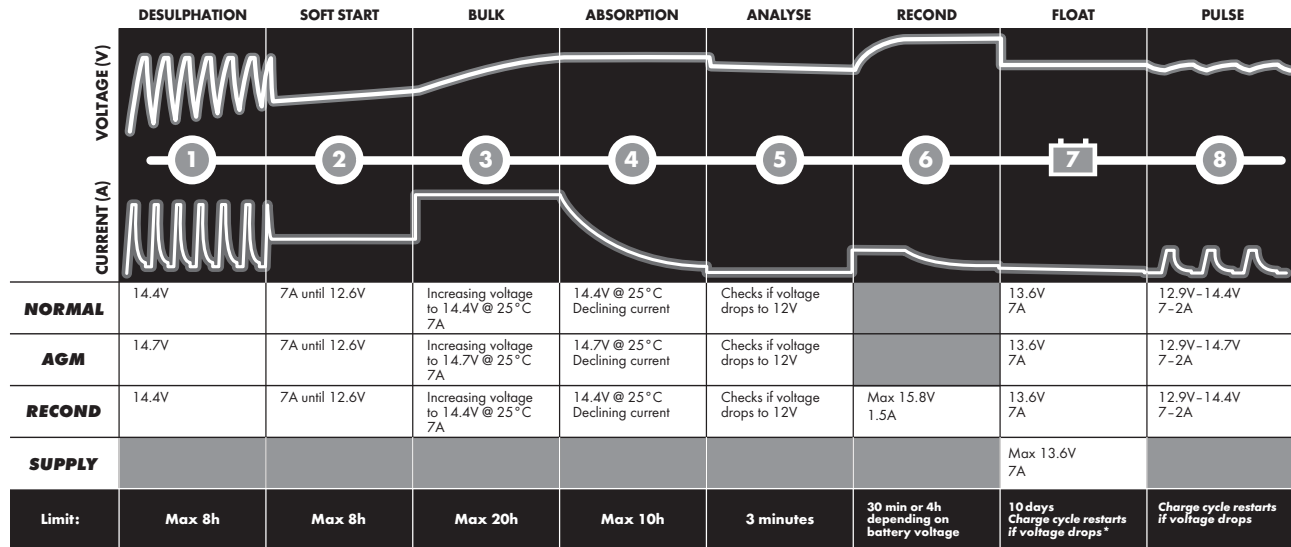 DESULPHATION SOFT START BULK ABSORPTION ANALYSE RECOND FLOAT PULSE
VOLTAGE (V)
1 2 3 4 5 6 7 8
CURRENT (A)
NORMAL
14.4V
7A until 12.6V
Increasing voltage
to 14.4V @ 25°C
7A
14.4V @ 25°C
Declining current
Checks if voltage
drops to 12V
13.6V
7A
12.9V–14.4V
7–2A
AGM
14.7V
7A until 12.6V
Increasing voltage
to 14.7V @ 25°C
7A
14.7V @ 25°C
Declining current
Checks if voltage
drops to 12V
13.6V
7A
12.9V–14.7V
7–2A
RECOND
14.4V
7A until 12.6V
Increasing voltage
to 14.4V @ 25°C
7A
14.4V @ 25°C
Declining current
Checks if voltage
drops to 12V
Max 15.8V
1.5A
13.6V
7A
12.9V–14.4V
7–2A
SUPPLY
Max 13.6V
7A
Limit:
Max 8h
Max 8h
Max 20h
Max 10h
3 minutes
30 min or 4h
depending on
battery voltage
10 days
Charge cycle restarts
if voltage drops*
Charge cycle restarts
if voltage drops